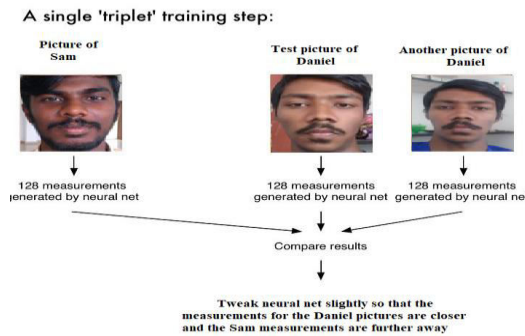 A single 'triplet' training step:
Picture of
Sam
Test picture of
Daniel
Another picture of
Daniel
128 measurements
generated by neural net
128 measurements
generated by neural net
128 measurements
generated by neural ne
Compare results
Tweak neural net slightly so that the
measurements for the Daniel pictures are closer
and the Sam measurements are further away